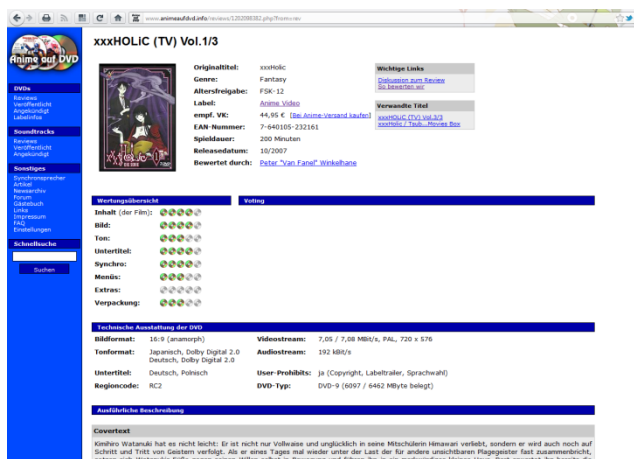 www.animeaufdvd.info/review/1202098382.php?from=rev
Anime auf DVD
DVDs
Reviews
Veröffentlicht
Angekündigt
Labelinfos
Soundtracks
Reviews
Veröffentlicht
Angekündigt
Sonstiges
Synchronsprecher
Artikel
Newsarchiv
Forum
Gästebuch
Links
Impressum
FAQ
Einstellungen
Schnellsuche
Suchen
xxxHOLiC (TV) Vol.1/3
Originaltitel: xxxHolic
Genre: Fantasy
Altersfreigabe: FSK-12
Label: Anime Video
empf. VK: 44,95 € [Bei Anime-Versand kaufen]
EAN-Nummer: 7-640105-232161
Spieldauer: 200 Minuten
Releasedatum: 10/2007
Bewertet durch: Peter "Van Fanel" Winkelhane
Wichtige Links
Diskussion zum Review
So bewerten wir
Verwandte Titel
xxxHOLiC (TV) Vol.2/3
xxxHolic / Tsub...Movies Box
Wertungsübersicht
Voting
Inhalt (der Film):
Bild:
Ton:
Untertitel:
Synchro:
Menüs:
Extras:
Verpackung:
Technische Ausstattung der DVD
Bildformat: 16:9 (anamorph) Videostream: 7,05 / 7,08 MBit/s, PAL, 720 x 576
Tonformat: Japanisch, Dolby Digital 2.0 Audiostream: 192 kBit/s
Deutsch, Dolby Digital 2.0
Untertitel: Deutsch, Polnisch User-Prohibits: ja (Copyright, Labeltrailer, Sprachwahl)
Regioncode: RC2 DVD-Typ: DVD-9 (6097 / 6462 MByte belegt)
Ausführliche Beschreibung
Covertext
Kimihiro Watanuki hat es nicht leicht: Er ist nicht nur Vollwaise und unglücklich in seine Mitschülerin Himawari verliebt, sondern er wird auch noch auf
Schritt und Tritt von Geistern verfolgt. Als er eines Tages mal wieder unter der Last der für andere unsichtbaren Plagegeister fast zusammenbricht,